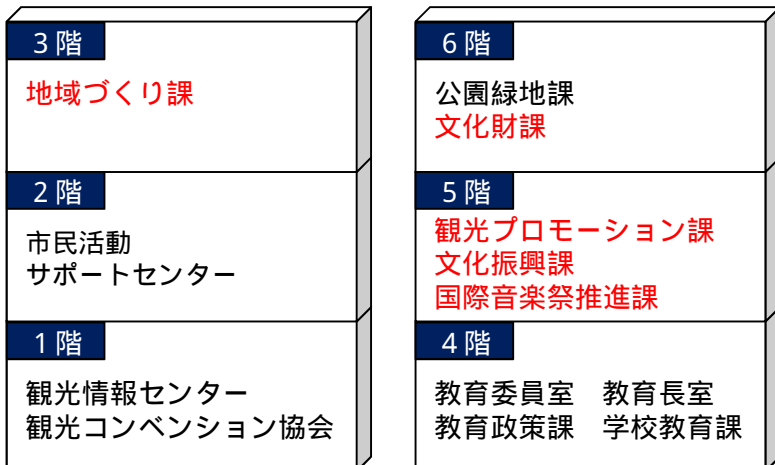 3階
地域づくり課
2階
市民活動
サポートセンター
1階
観光情報センター
観光コンベンション協会
6階
公園緑地課
文化財課
5階
観光プロモーション課
文化振興課
国際音楽祭推進課
4階
教育委員室　教育長室
教育政策課　学校教育課